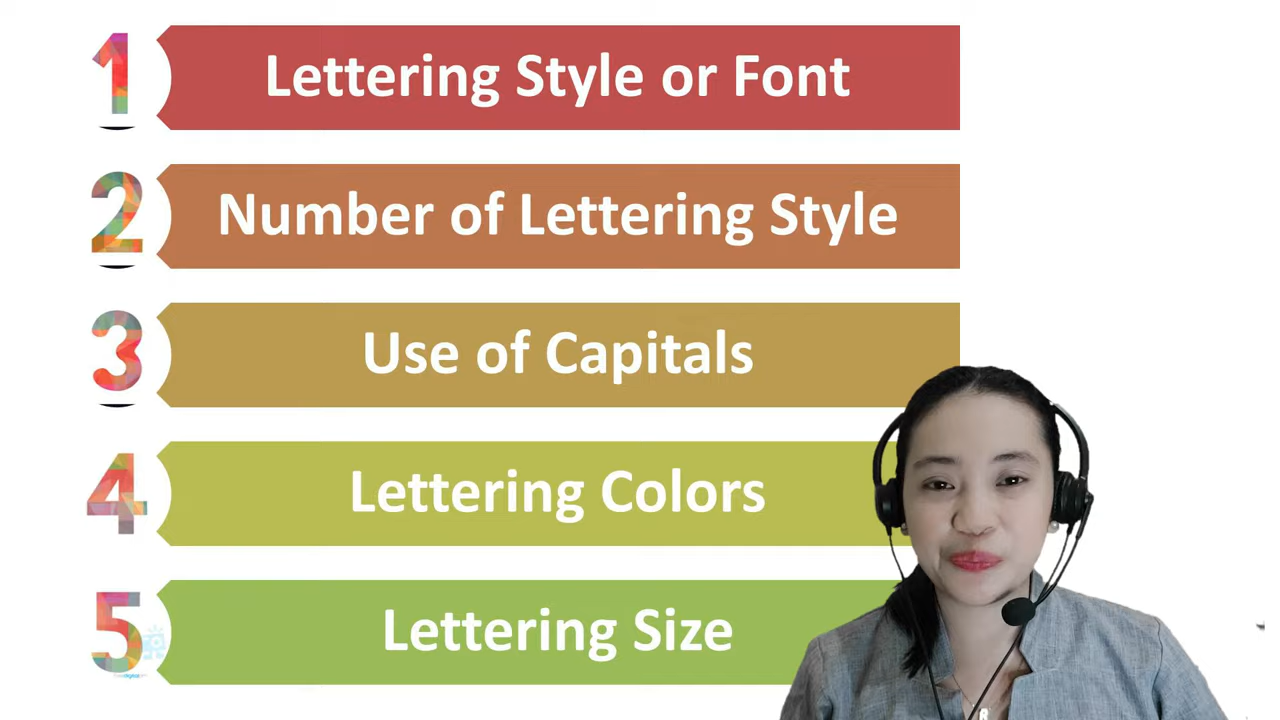 1 Lettering Style or Font
2 Number of Lettering Style
3 Use of Capitals
4 Lettering Colors
5 Lettering Size